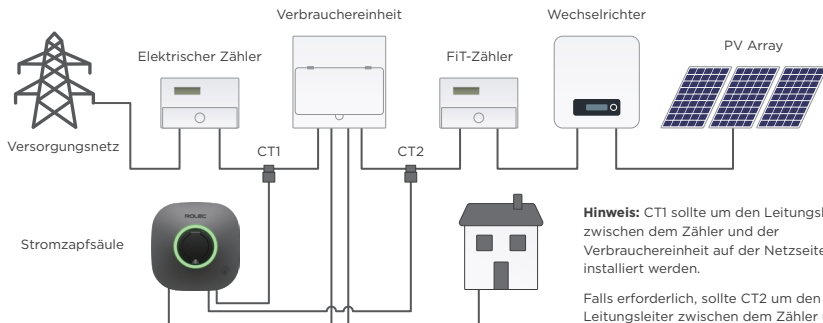 Verbrauchereinheit
Wechselrichter
Elektrischer Zähler
FiT-Zähler
PV Array
Versorgungsnetz
CT1
CT2
ROLEC
Stromzapfsäule
Hinweis: CT1 sollte um den
zwischen dem Zähler und der
Verbrauchereinheit auf der Netzseite
installiert werden.
Falls erforderlich, sollte CT2 um den
Leitungsleiter zwischen dem Zähler